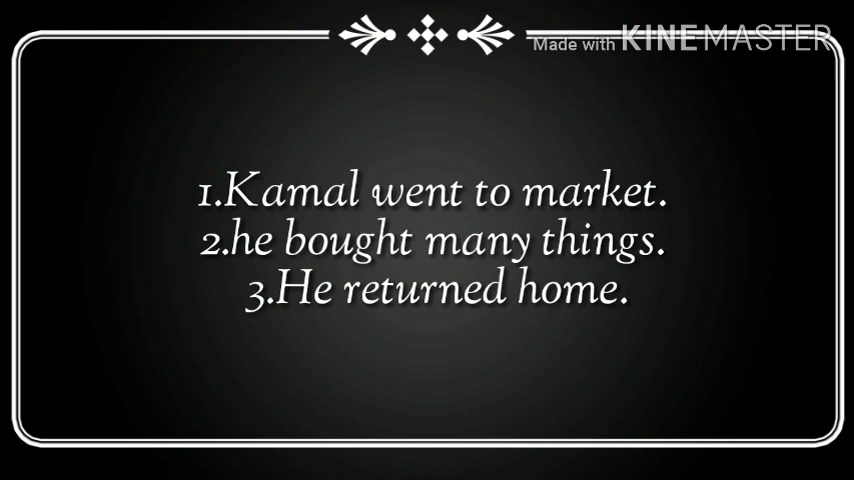 Made with KINEMASTER
1.Kamal went to market.
2.he bought many things.
3.He returned home.